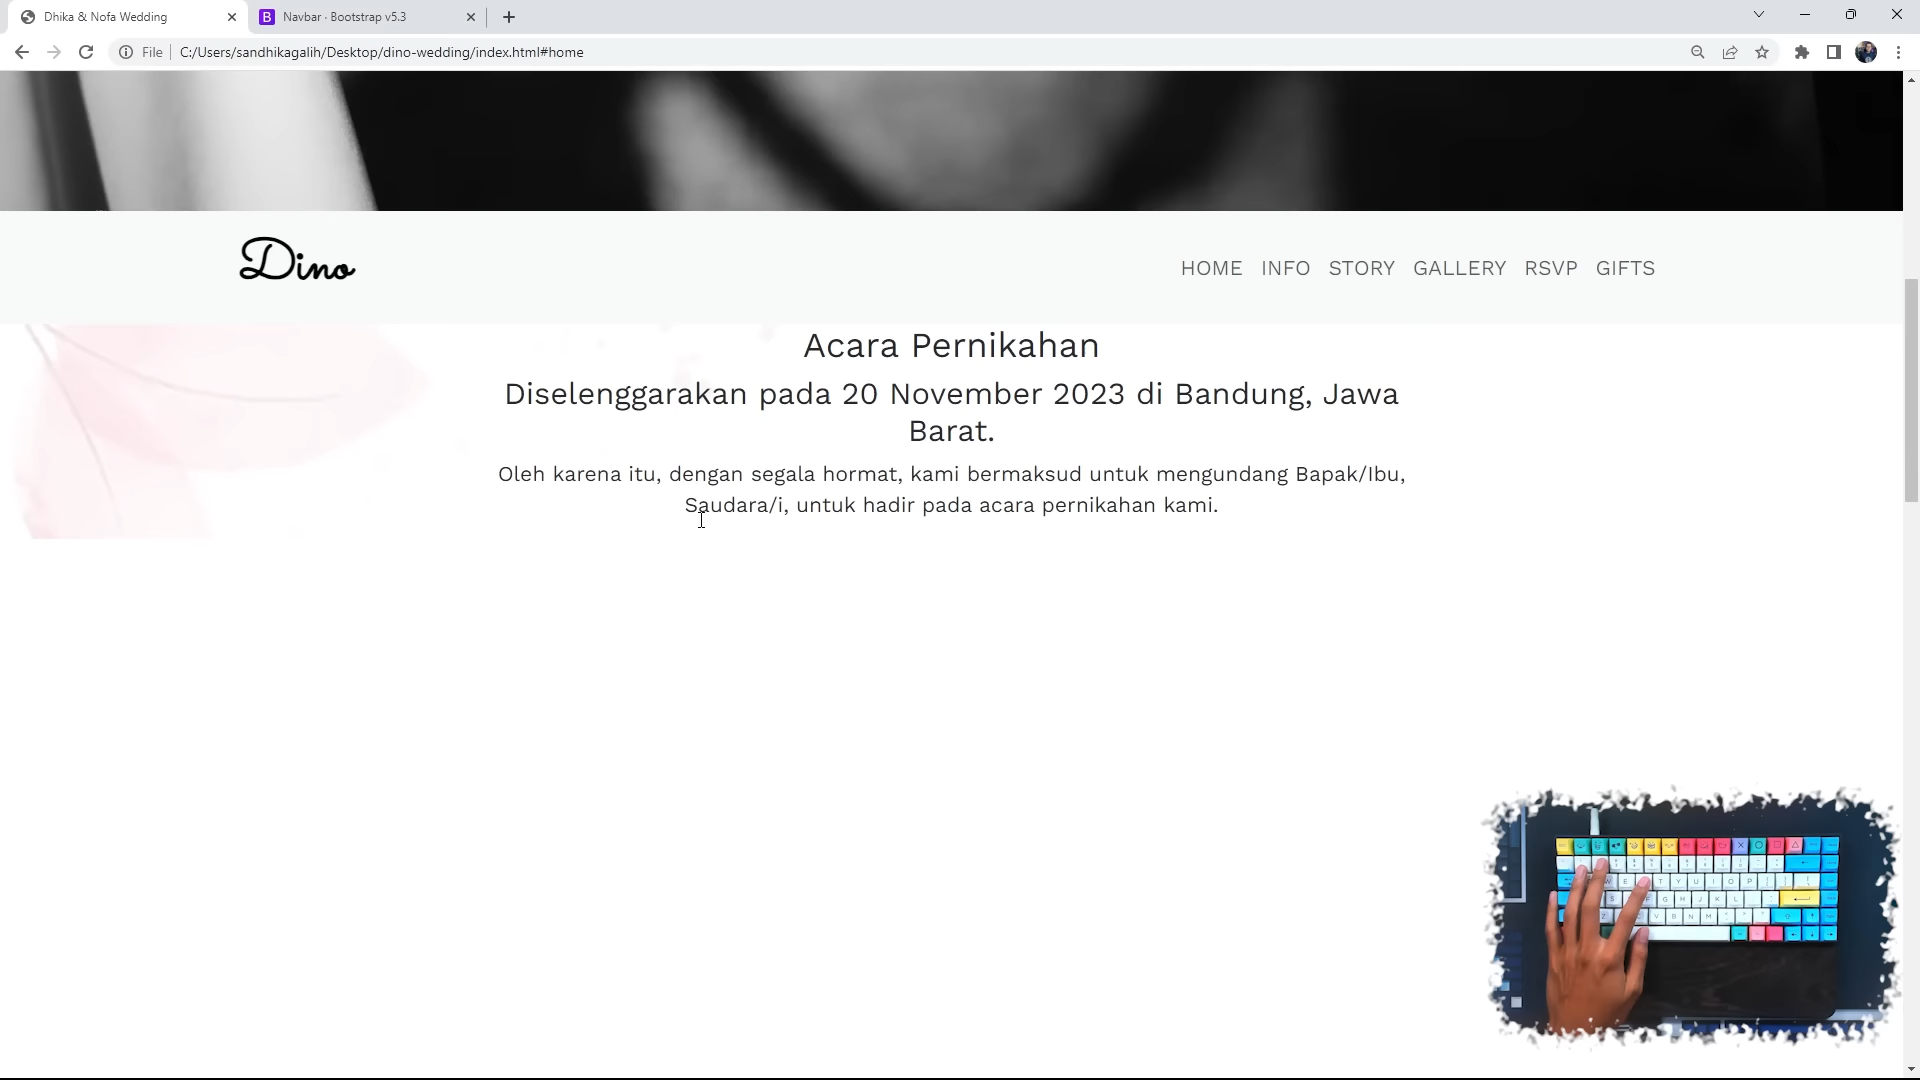 Dhika & Nofa Wedding
Navbar · Bootstrap v5.3
File
C:/Users/sandhikagalih/Desktop/dino-wedding/index.html#home
Dino
HOME INFO STORY GALLERY RSVP GIFTS
Acara Pernikahan
Diselenggarakan pada 20 November 2023 di Bandung, Jawa
Barat.
Oleh karena itu, dengan segala hormat, kami bermaksud untuk mengundang Bapak/Ibu,
Saudara/i, untuk hadir pada acara pernikahan kami.